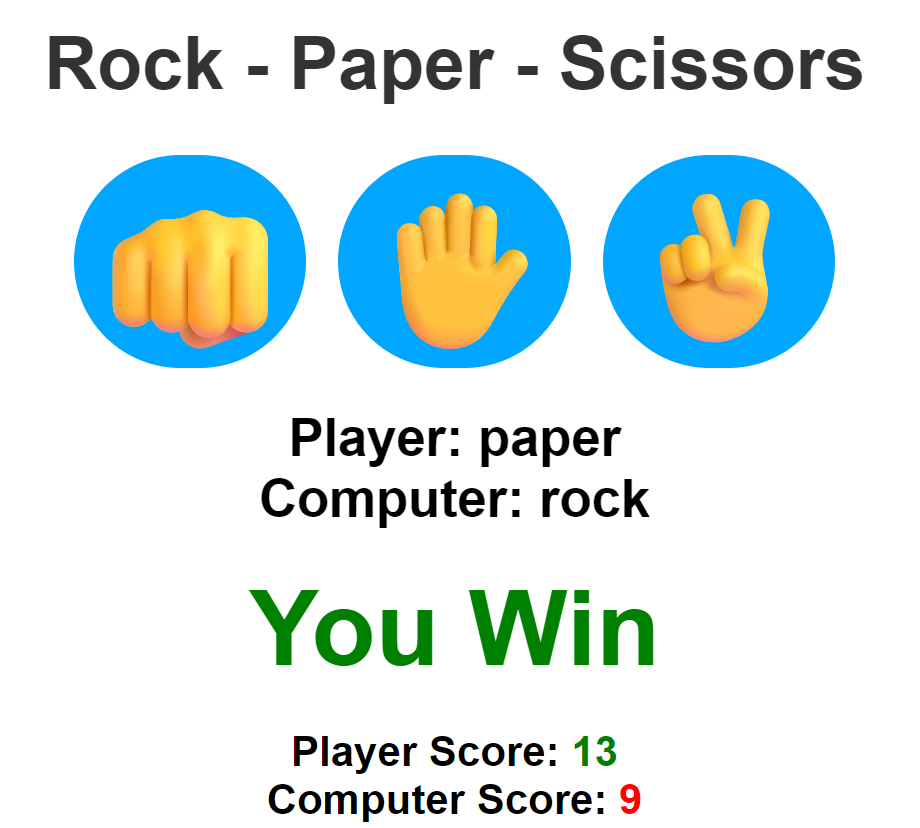 Rock - Paper - Scissors
Player: paper
Computer: rock
You Win
Player Score: 13
Computer Score: 9